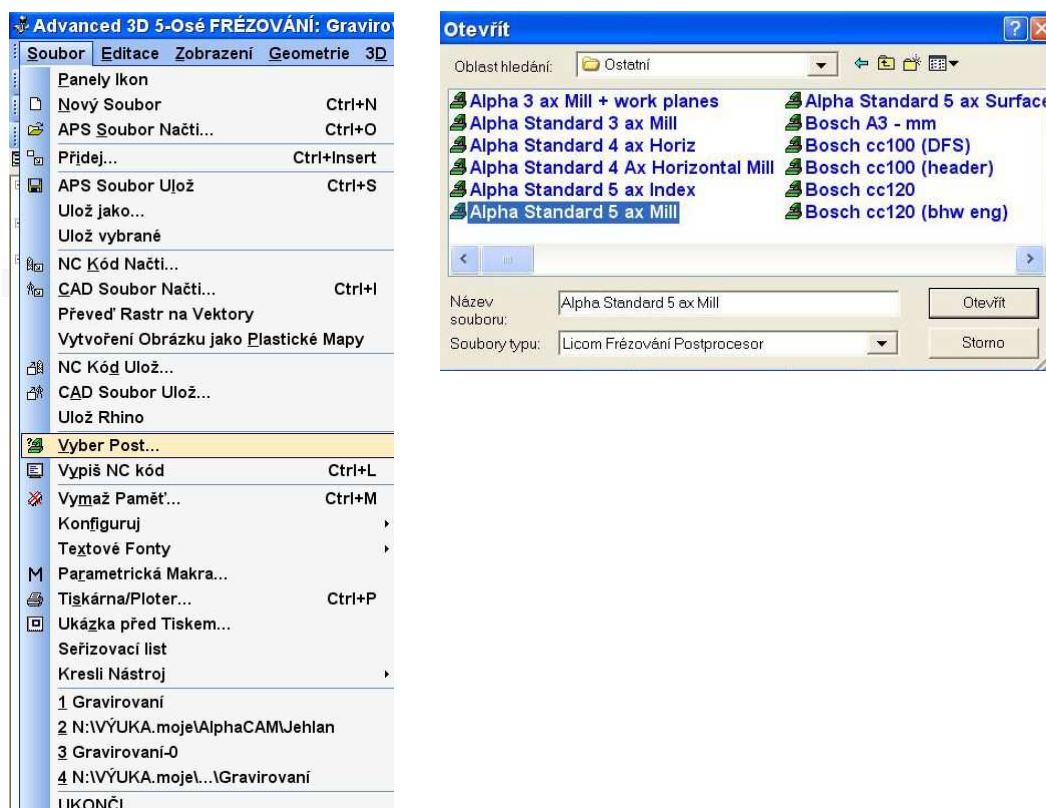 Advanced 3D 5-Osé FRÉZOVÁNÍ: Graviro
Soubor Editace Zobrazení Geometrie 3D
Panely Ikon
Nový Soubor Ctrl+N
APS Soubor Načti... Ctrl+O
Přidej... Ctrl+Insert
APS Soubor Ulož Ctrl+S
Ulož jako...
Ulož vybrané
NC Kód Načti...
CAD Soubor Načti... Ctrl+I
Převeď Rastr na Vektory
Vytvoření Obrázku jako Plastické Mapy
NC Kód Ulož...
CAD Soubor Ulož...
Ulož Rhino
Vyber Post...
Vypiš NC kód Ctrl+L
Vymaž Paměť... Ctrl+M
Konfiguruj
Textové Fonty
M Parametrická Makra...
Tiskárna/Ploter... Ctrl+P
Ukázka před Tiskem...
Seřizovací list
Kresli Nástroj
1 Gravirovaní
2 N:\VÝUKA.moje\AlphaCAM\Jehlan
3 Gravirovaní-0
4 N:\VÝUKA.moje\...\Gravirovaní
UKONČI
Otevřít
Oblast hledání: Ostatní
Alpha 3 ax Mill + work planes
Alpha Standard 3 ax Mill
Alpha Standard 4 ax Horiz
Alpha Standard 4 Ax Horizontal Mill
Alpha Standard 5 ax Index
Alpha Standard 5 ax Mill
Alpha Standard 5 ax Surface
Bosch A3 - mm
Bosch cc100 (DFS)
Bosch cc100 (header)
Bosch cc120
Bosch cc120 (bhw eng)
Název
souboru:
Alpha Standard 5 ax Mill
Otevřít
Soubory typu: Licom Frézování Postprocesor
Storno